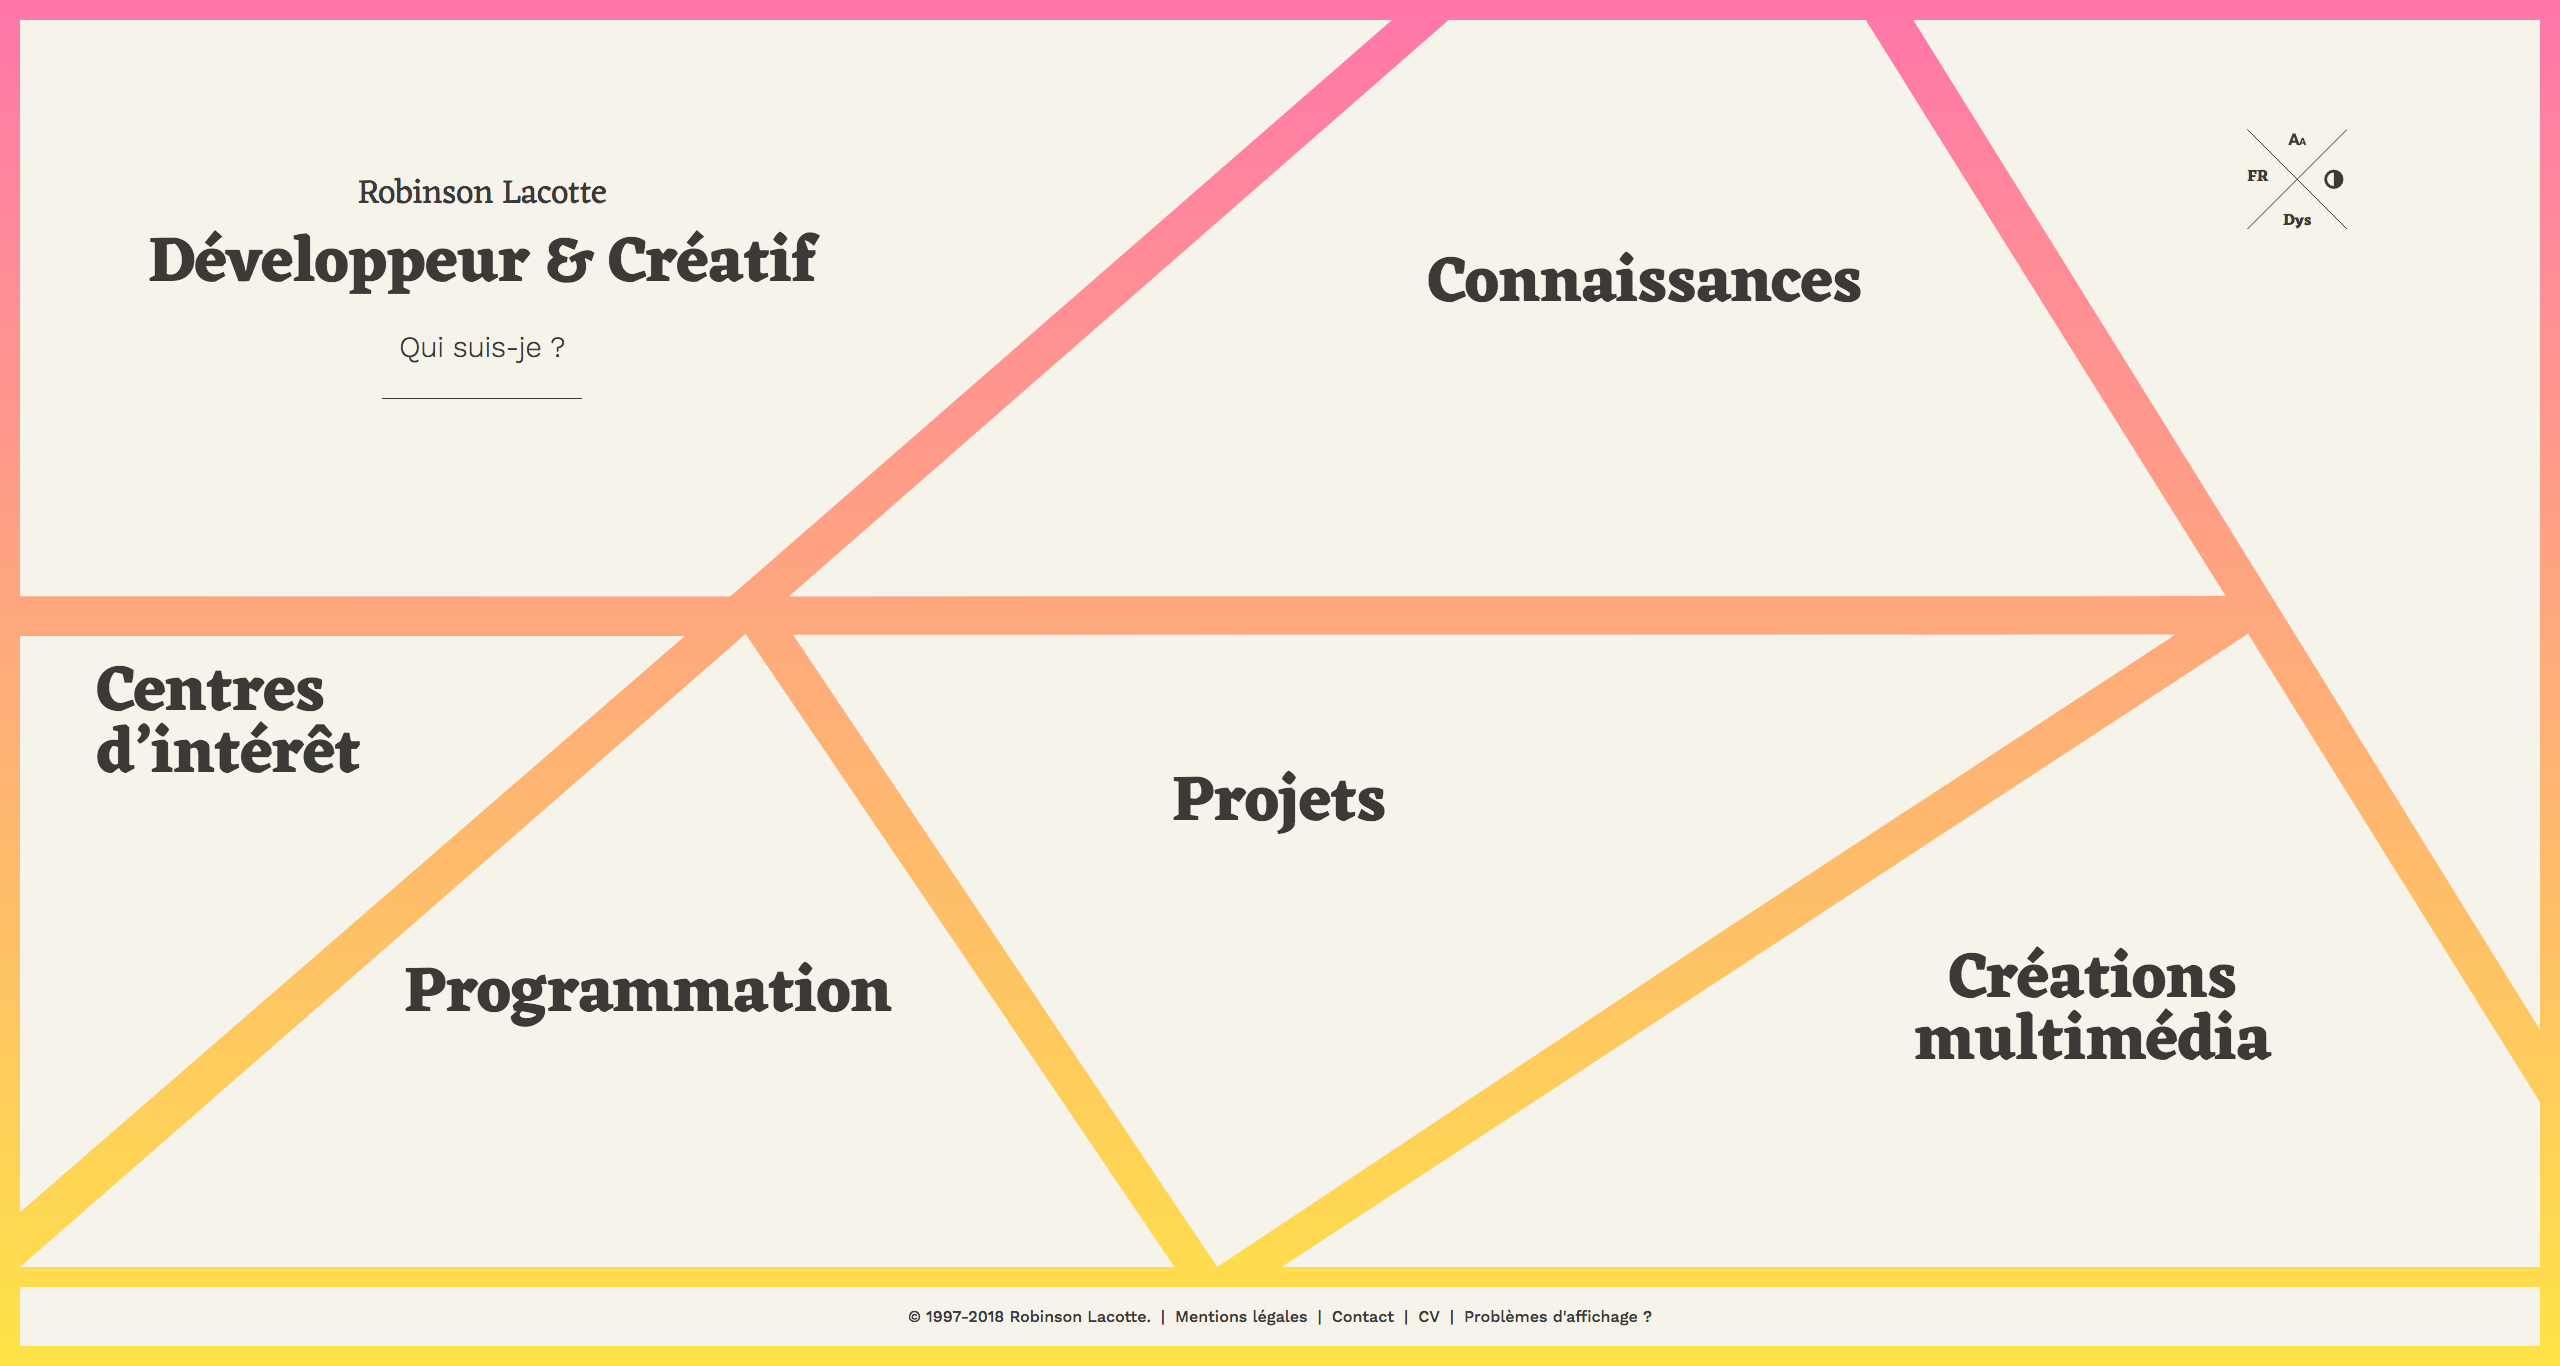 Robinson Lacotte
Développeur & Créatif
Qui suis-je ?
Connaissances
AA
FR
Dys
Centres
d’intérêt
Projets
Programmation
Créations
multimédia
© 1997-2018 Robinson Lacotte. | Mentions légales | Contact | CV | Problèmes d'affichage ?